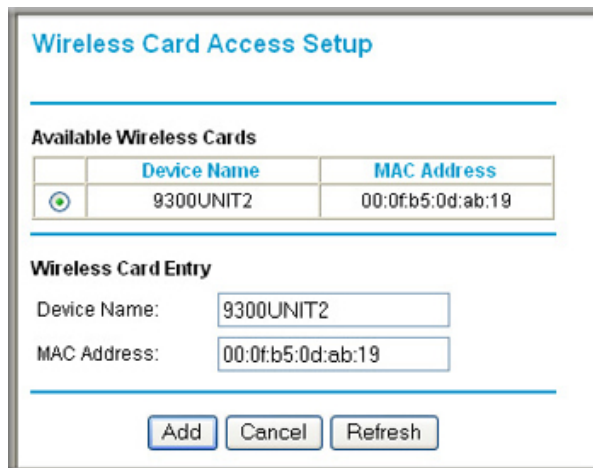 Wireless Card Access Setup
Available Wireless Cards
Device Name MAC Address
9300UNIT2 00:0f:b5:0d:ab:19
Wireless Card Entry
Device Name: 9300UNIT2
MAC Address: 00:0f:b5:0d:ab:19
Add Cancel Refresh